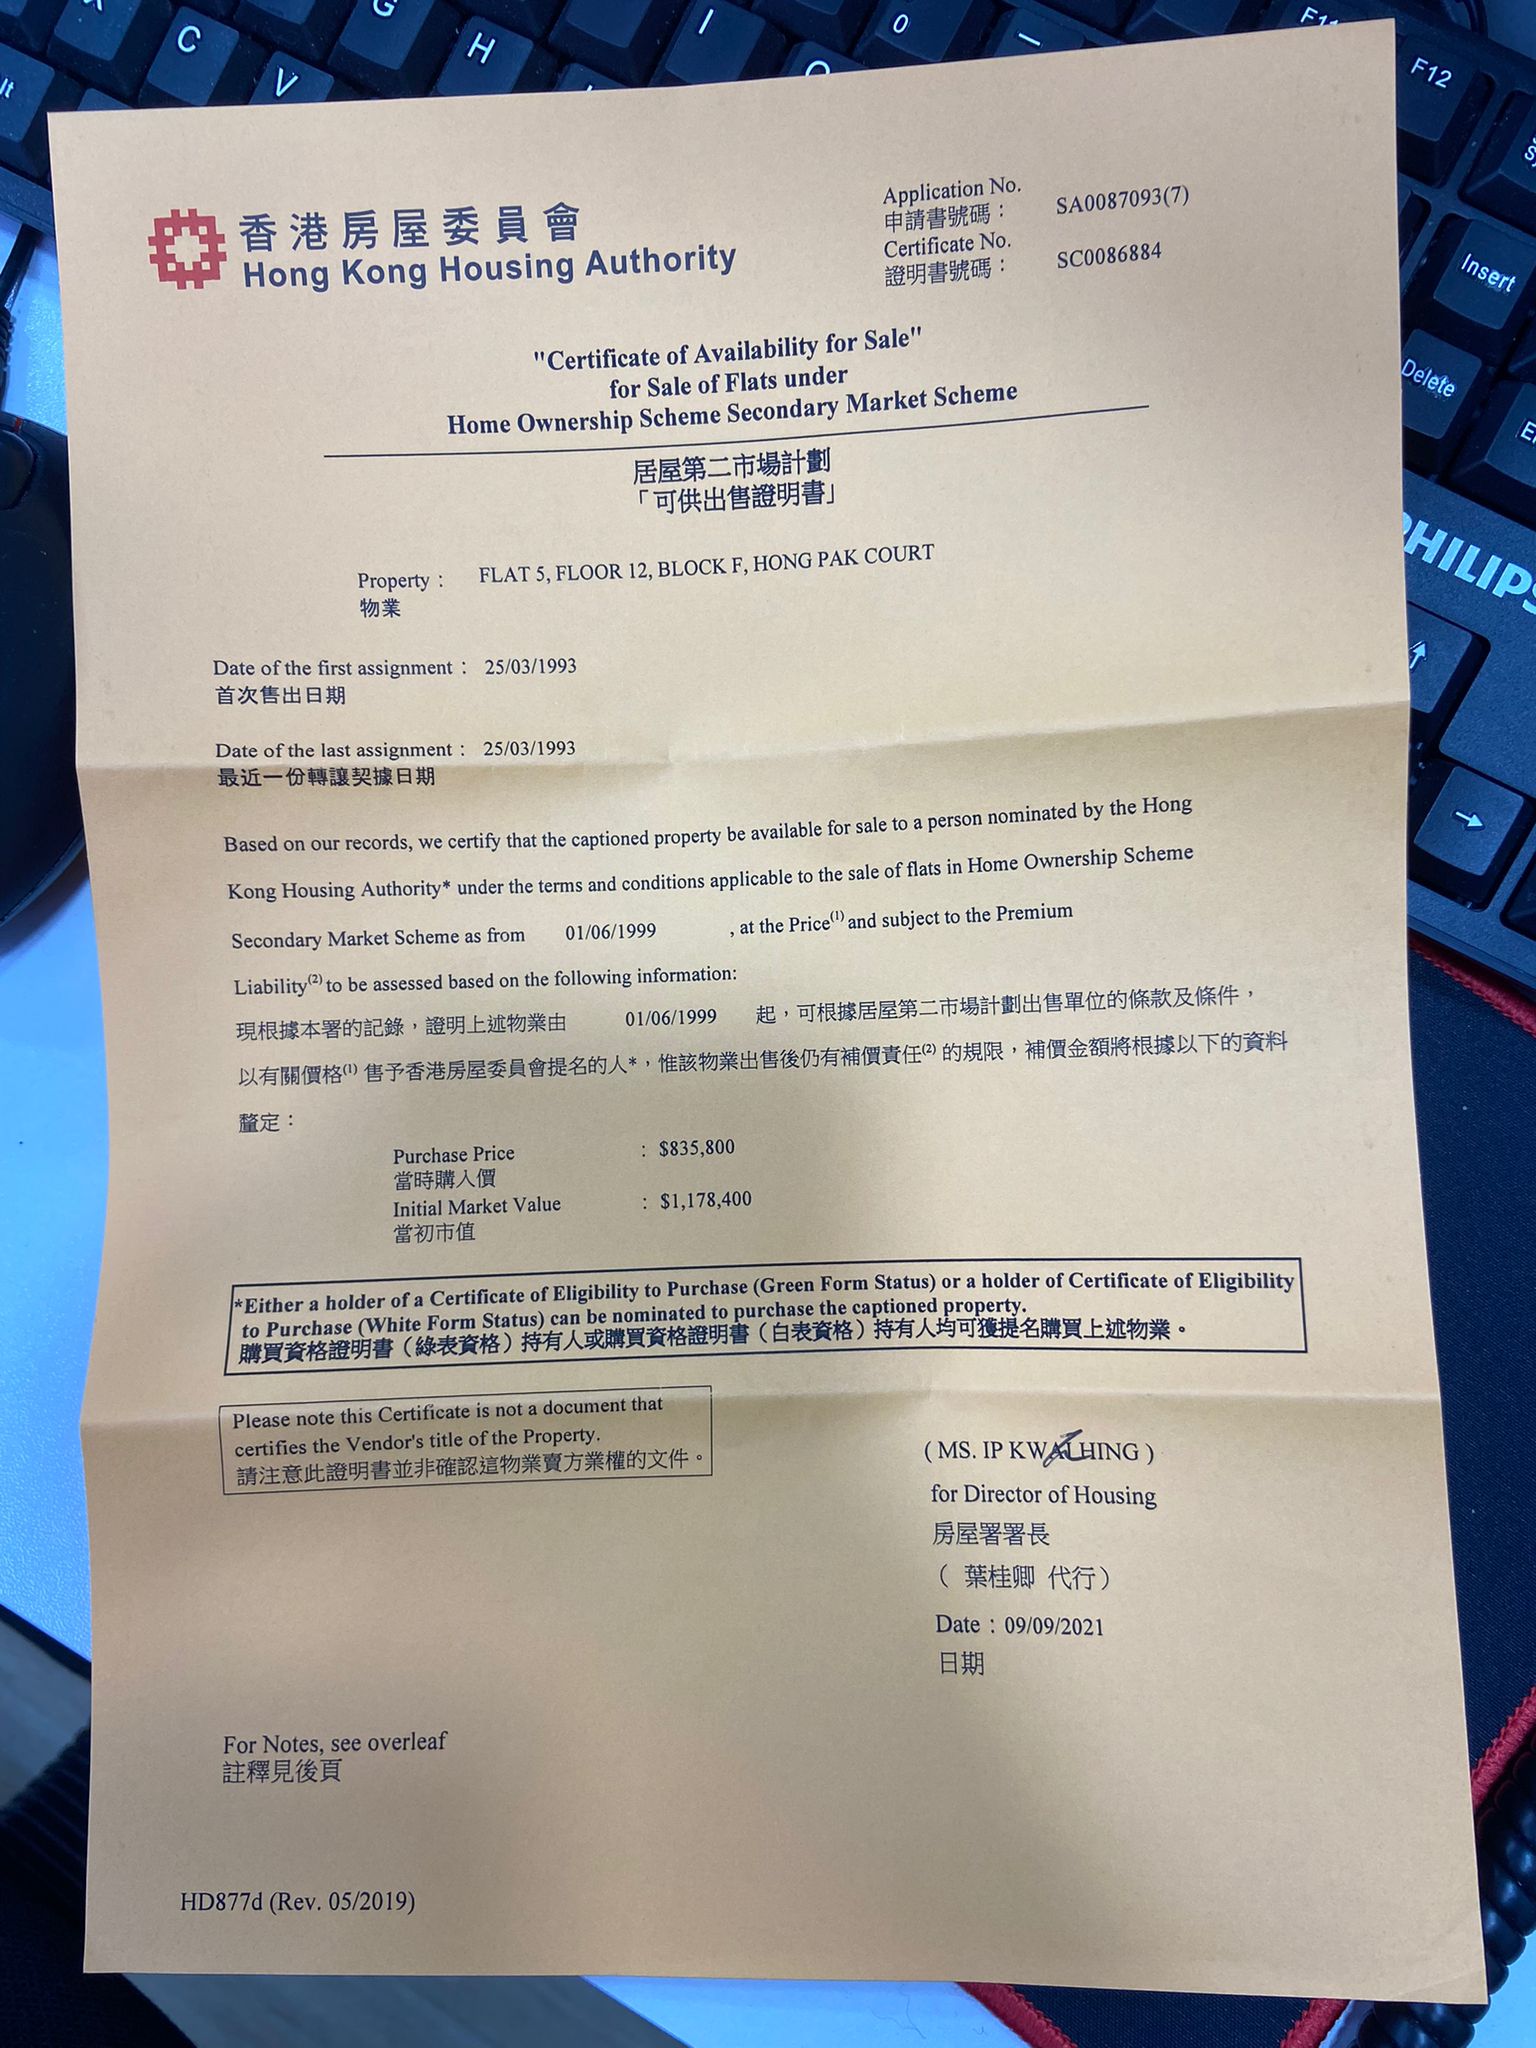 香港房屋委員會
Hong Kong Housing Authority
Application No.
申請書號碼： SA0087093(7)
Certificate No.
證明書號碼： SC0086884
"Certificate of Availability for Sale"
for Sale of Flats under
Home Ownership Scheme Secondary Market Scheme
居屋第二市場計劃
「可供出售證明書」
Property : FLAT 5, FLOOR 12, BLOCK F, HONG PAK COURT
物業
Date of the first assignment : 25/03/1993
首次售出日期
Date of the last assignment : 25/03/1993
最近一份轉讓契據日期
Based on our records, we certify that the captioned property be available for sale to a person nominated by the Hong
Kong Housing Authority* under the terms and conditions applicable to the sale of flats in Home Ownership Scheme
Secondary Market Scheme as from 01/06/1999 , at the Price(1) and subject to the Premium
Liability(2) to be assessed based on the following information:
現根據本署的記錄，證明上述物業由 01/06/1999 起，可根據居屋第二市場計劃出售單位的條款及條件，
以有關價格(1) 售予香港房屋委員會提名的人*，惟該物業出售後仍有補價責任(2) 的規限，補價金額將根據以下的資料
釐定：
Purchase Price : $835,800
當時購入價
Initial Market Value : $1,178,400
當初市值
*Either a holder of a Certificate of Eligibility to Purchase (Green Form Status) or a holder of Certificate of Eligibility
to Purchase (White Form Status) can be nominated to purchase the captioned property.
購買資格證明書（綠表資格）持有人或購買資格證明書（白表資格）持有人均可獲提名購買上述物業。
Please note this Certificate is not a document that
certifies the Vendor's title of the Property.
請注意此證明書並非確認這物業賣方業權的文件。
( MS. IP KWAI HING )
for Director of Housing
房屋署署長
（ 葉桂卿 代行）
Date : 09/09/2021
日期
For Notes, see overleaf
註釋見後頁
HD877d (Rev. 05/2019)
C
V
G
H
I
0
F11
F12
Insert
Delete
PHILIPS